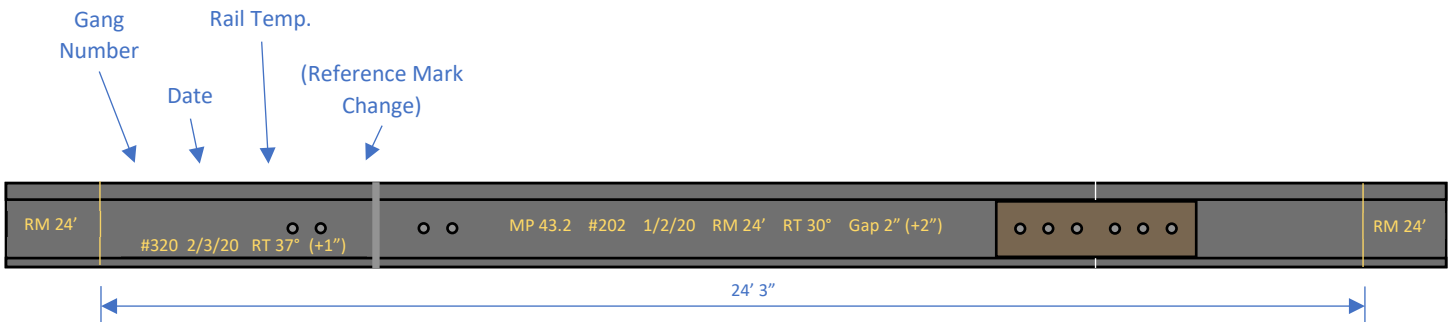 Gang
Number
Rail Temp.
Date
(Reference Mark
Change)
RM 24’
#320 2/3/20 RT 37° (+1”)
MP 43.2 #202 1/2/20 RM 24’ RT 30° Gap 2” (+2”)
RM 24’
24’ 3”